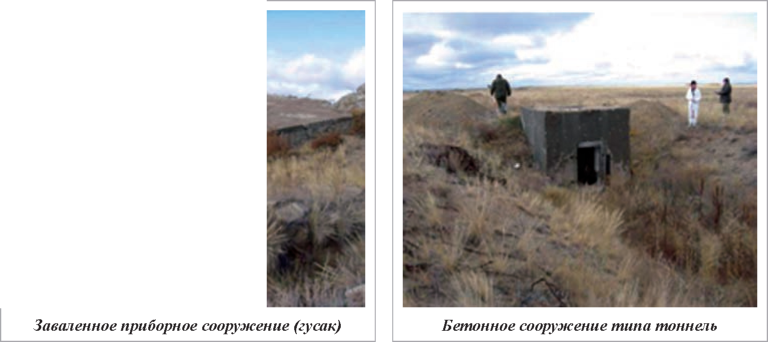 Заваленное приборное сооружение (гусак)
Бетонное сооружение типа тоннель